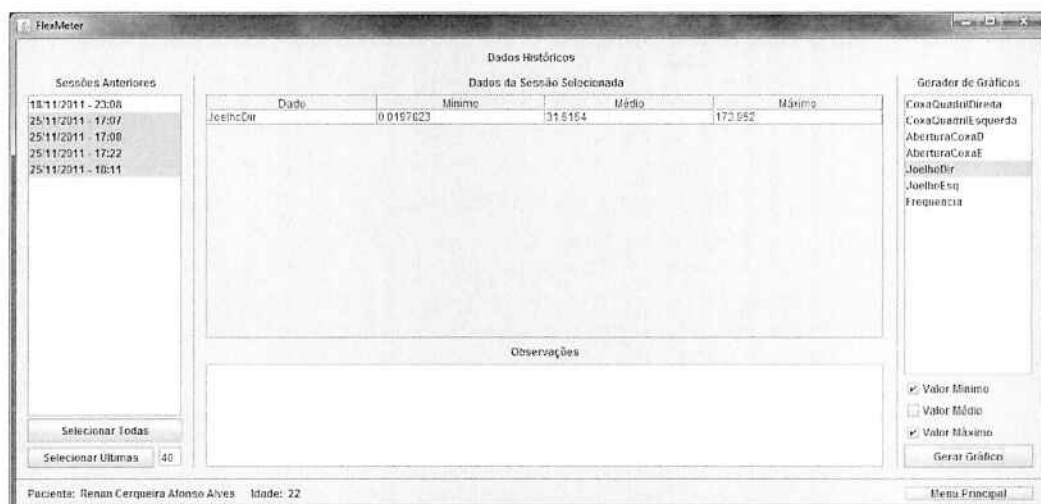 FlexMeter
Dados Históricos
Sessões Anteriores
18/11/2011 - 23:08
25/11/2011 - 17:07
25/11/2011 - 17:08
25/11/2011 - 17:22
25/11/2011 - 18:11
Selecionar Todas
Selecionar Ultimas 40
Dados da Sessão Selecionada
Dado Mínimo Médio Máximo
JoelhoDir 31.6154 173.952
Observações
Gerador de Gráficos
CoxaQuadrilDireita
CoxaQuadrilEsquerda
AberturaCoxaD
AberturaCoxaE
JoelhoDir
JoelhoEsq
Frequencia
Valor Mínimo
Valor Médio
Valor Máximo
Gerar Gráfico
Paciente: Renan Cerqueira Afonso Alves Idade: 22
Menu Principal